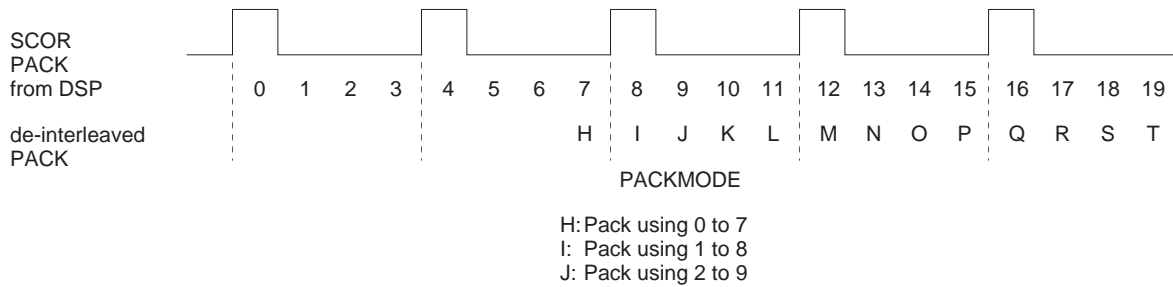 SCOR
PACK
from DSP 0 1 2 3 4 5 6 7 8 9 10 11 12 13 14 15 16 17 18 19
de-interleaved H I J K L M N O P Q R S T
PACK
PACKMODE
H: Pack using 0 to 7
I: Pack using 1 to 8
J: Pack using 2 to 9